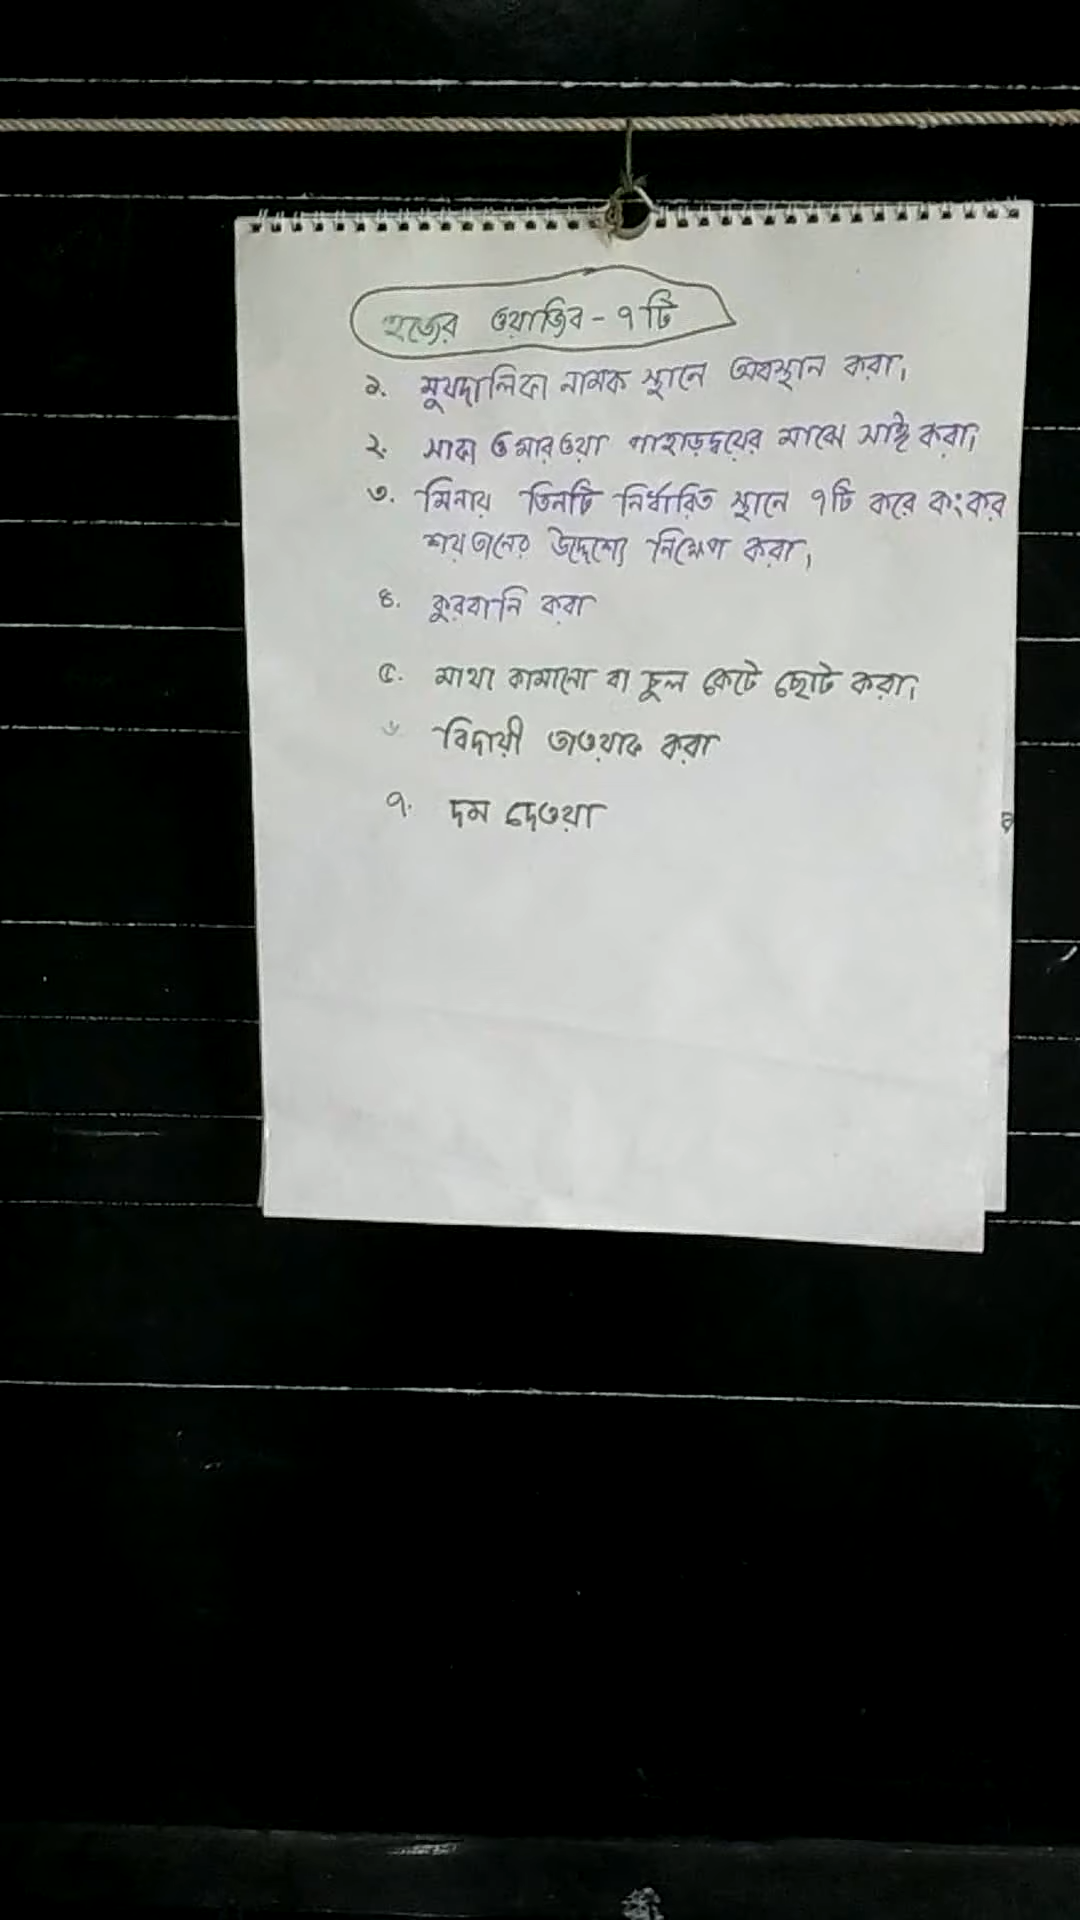 হজের ওয়াজিব - ৭টি
১. মুযদালিফা নামক স্থানে অবস্থান করা।
২. সাফা ও মারওয়া পাহাড়দ্বয়ের মাঝে সাঈ করা।
৩. মিনায় তিনটি নির্ধারিত স্থানে ৭টি করে কংকর
শয়তানের উদ্দেশ্যে নিক্ষেপ করা।
৪. কুরবানি করা
৫. মাথা কামানো বা চুল কেটে ছোট করা।
৬ বিদায়ী তাওয়াফ করা
৭. দম দেওয়া